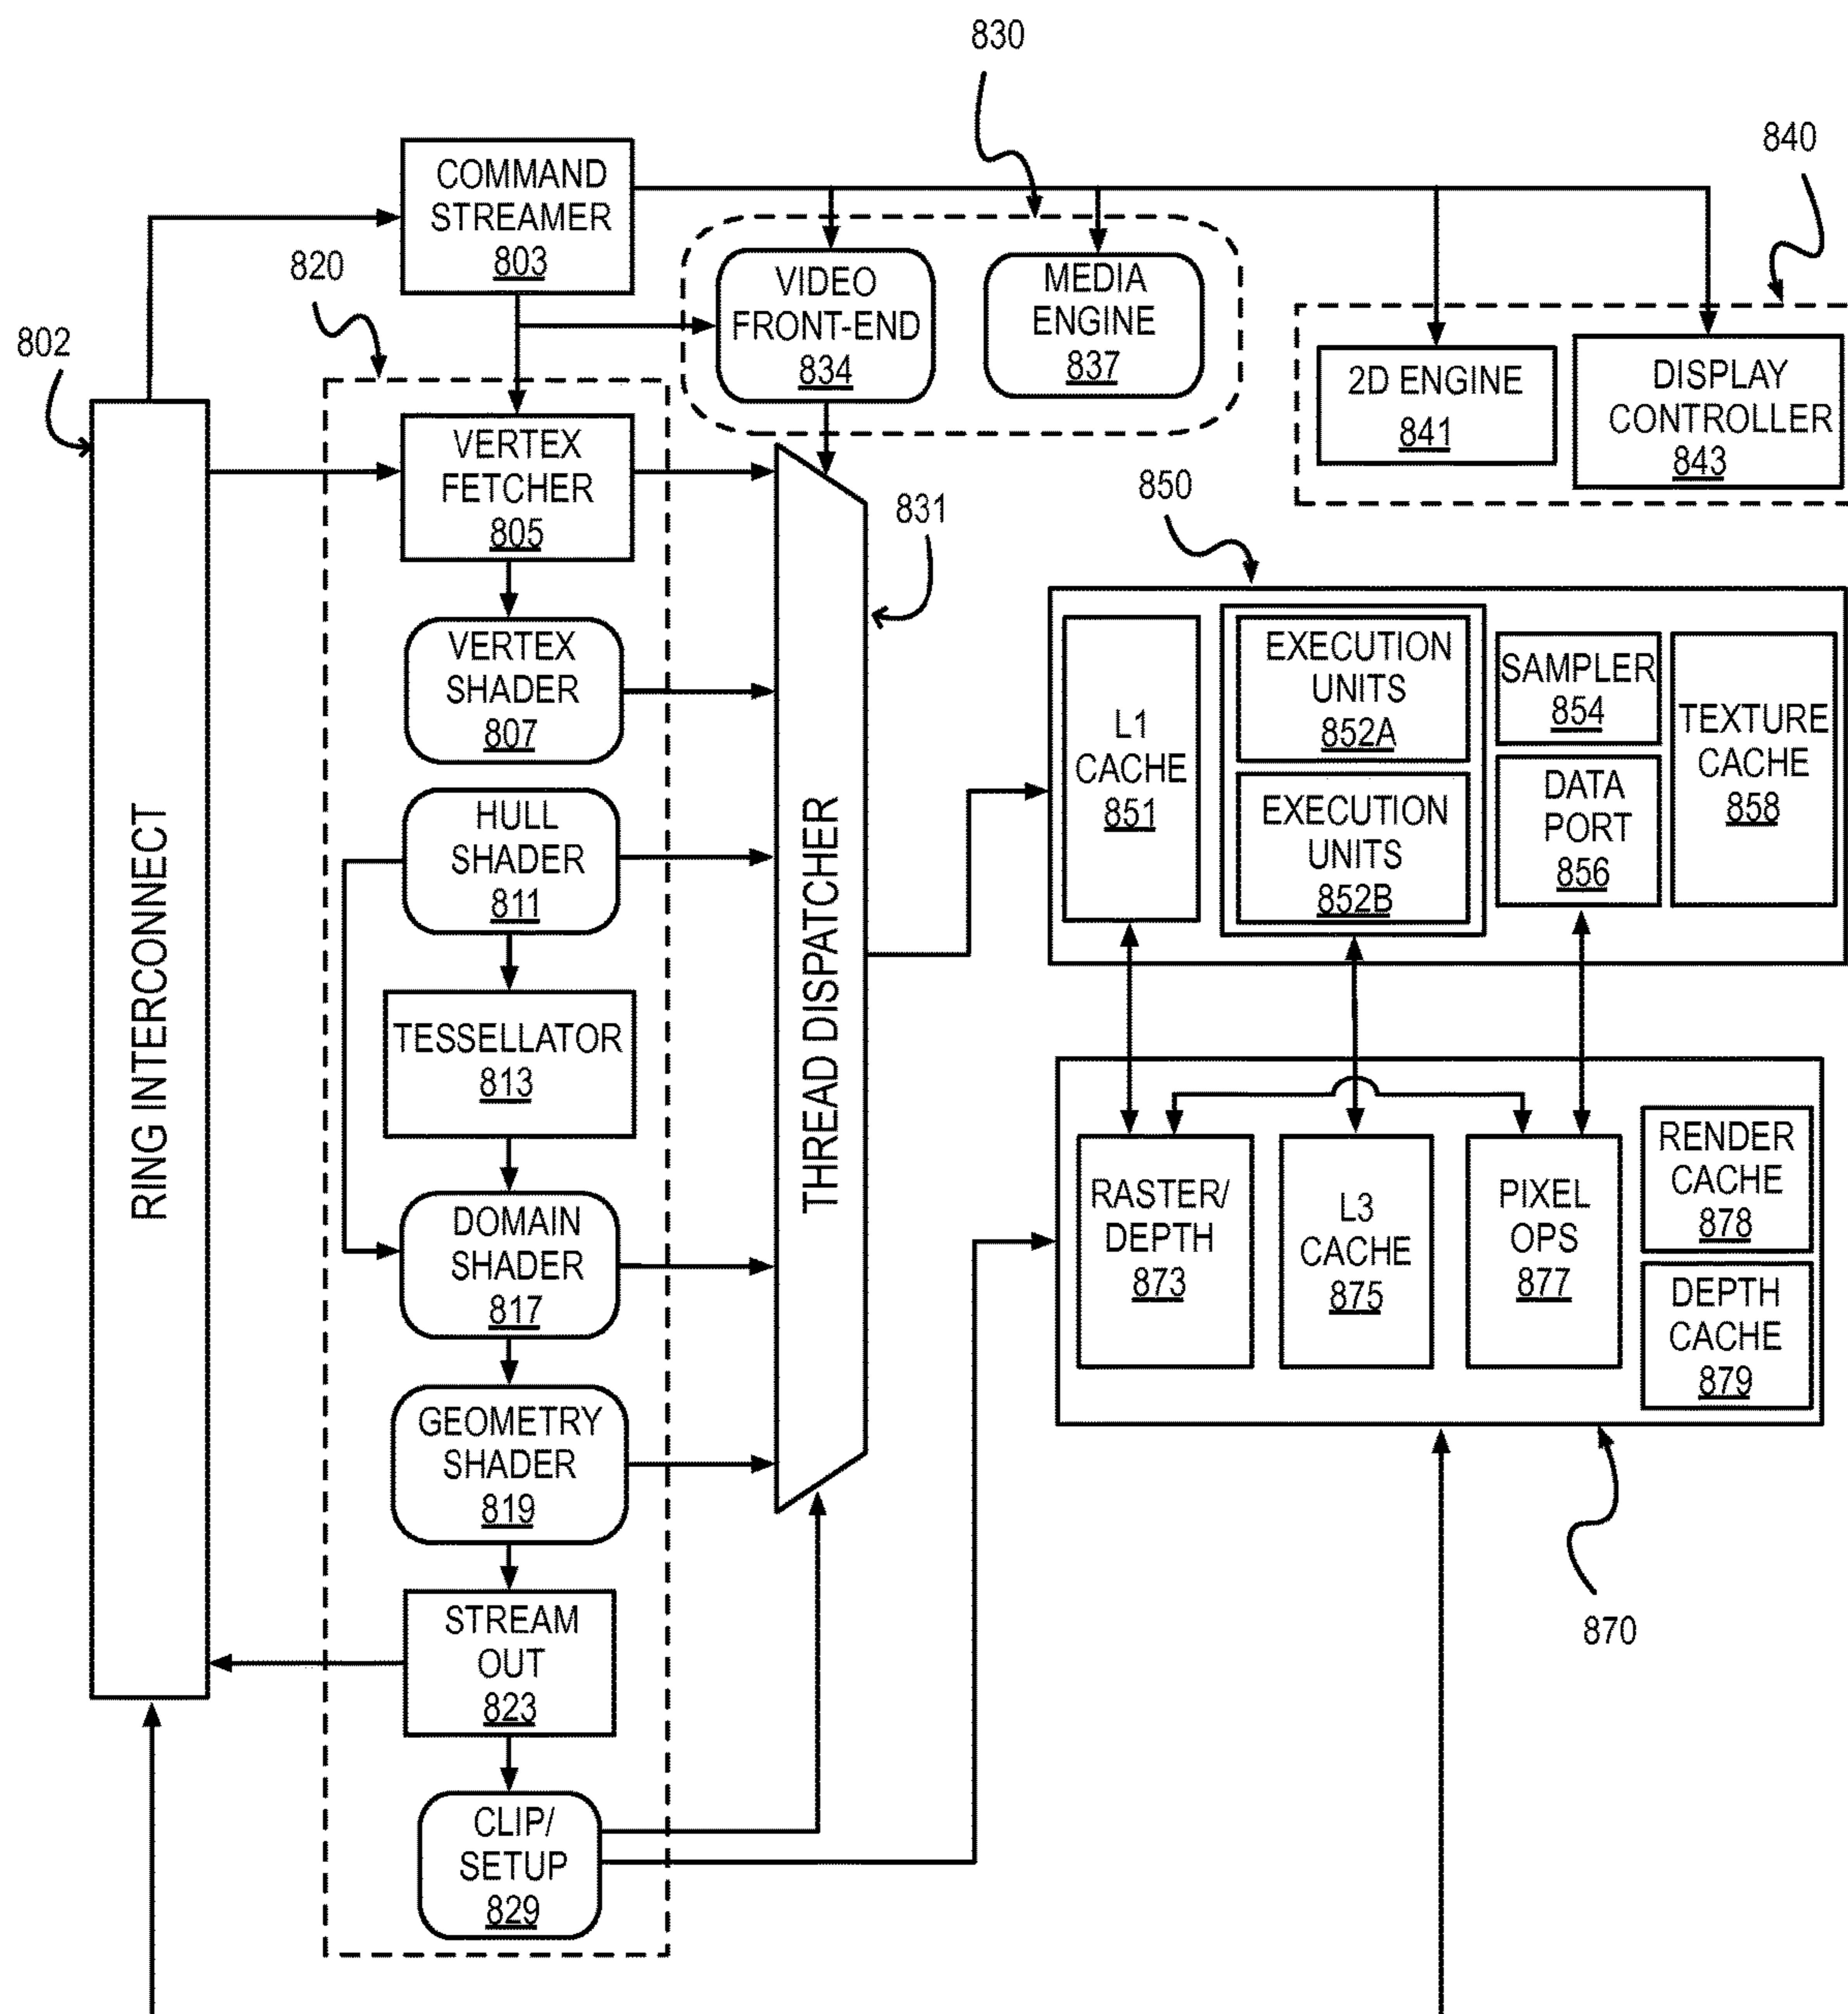 830
840
COMMAND
STREAMER
803
820
802
VIDEO
FRONT-END
834
MEDIA
ENGINE
837
2D ENGINE
841
DISPLAY
CONTROLLER
843
RING INTERCONNECT
VERTEX
FETCHER
805
VERTEX
SHADER
807
HULL
SHADER
811
TESSELLATOR
813
DOMAIN
SHADER
817
GEOMETRY
SHADER
819
STREAM
OUT
823
CLIP/
SETUP
829
THREAD DISPATCHER
831
850
L1
CACHE
851
EXECUTION
UNITS
852A
EXECUTION
UNITS
852B
SAMPLER
854
DATA
PORT
856
TEXTURE
CACHE
858
RASTER/
DEPTH
873
L3
CACHE
875
PIXEL
OPS
877
RENDER
CACHE
878
DEPTH
CACHE
879
870